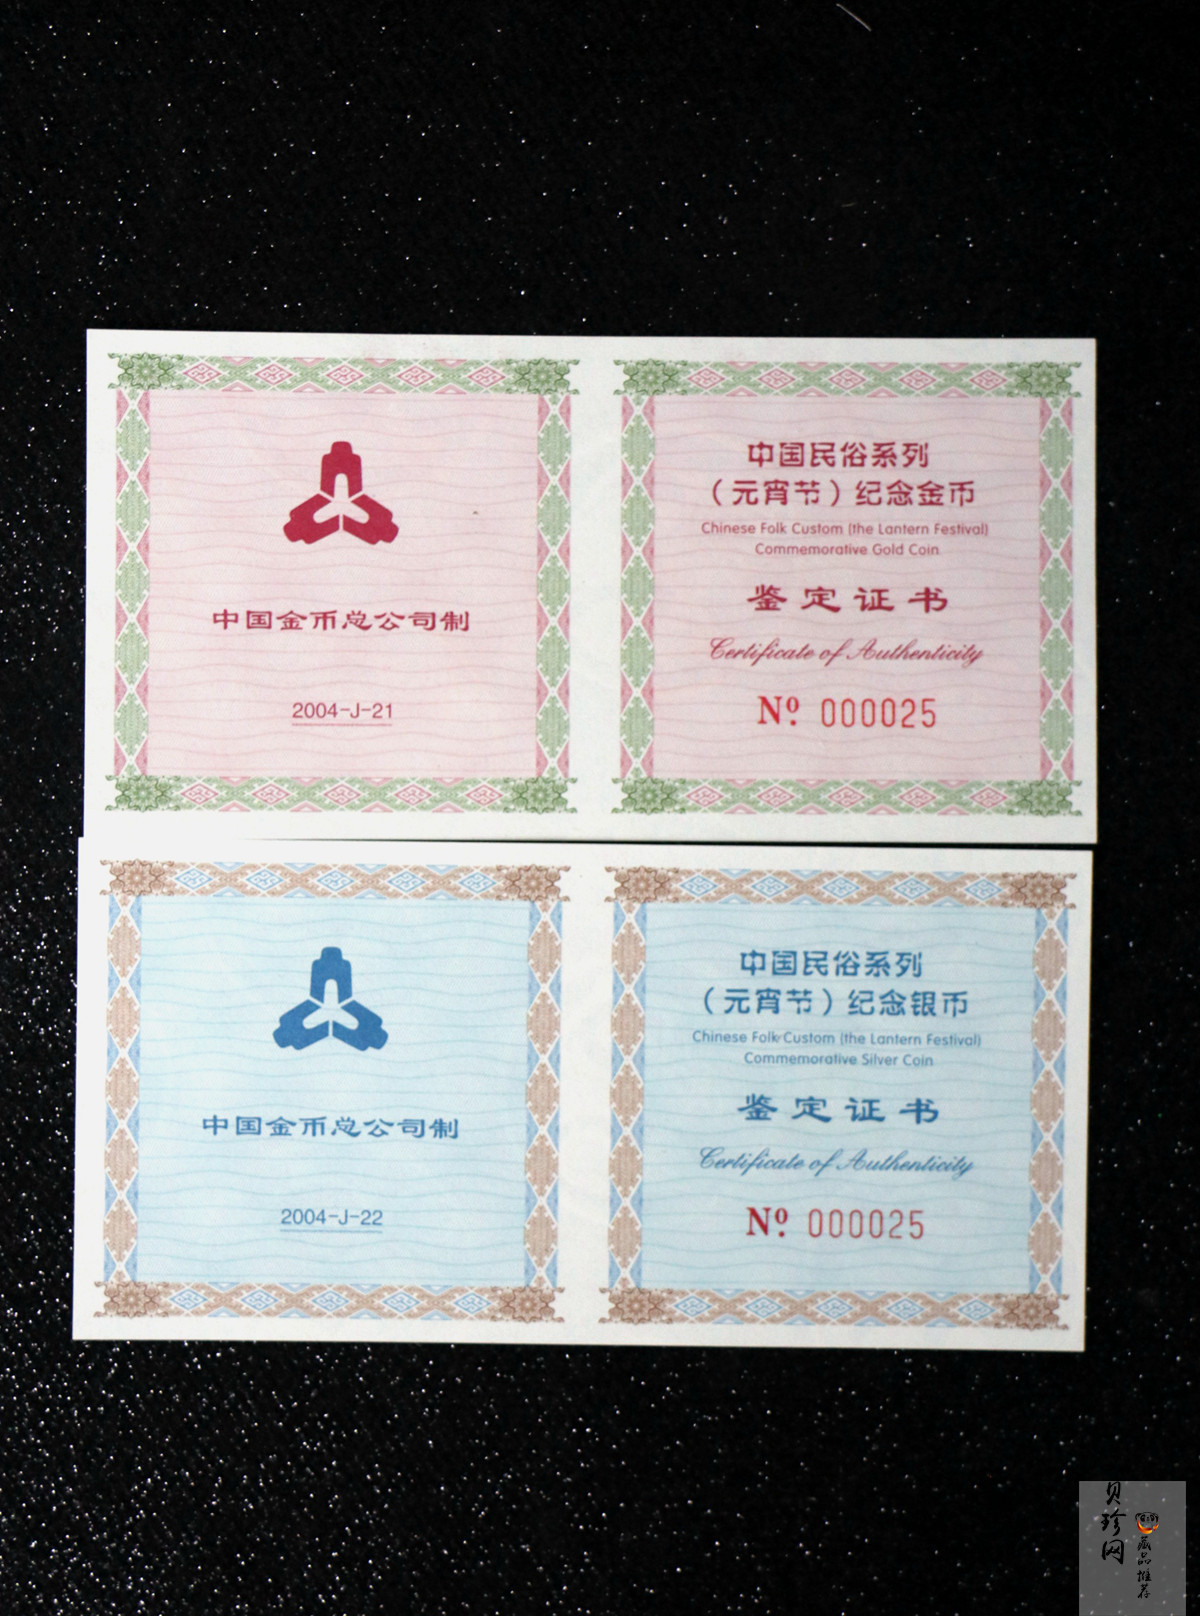 中国金币总公司制
2004-J-21
中国民俗系列
（元宵节）纪念金币
Chinese Folk Custom (the Lantern Festival)
Commemorative Gold Coin
鉴定证书
Certificate of Authenticity
Nº 000025
中国金币总公司制
2004-J-22
中国民俗系列
（元宵节）纪念银币
Chinese Folk Custom (the Lantern Festival)
Commemorative Silver Coin
鉴定证书
Certificate of Authenticity
Nº 000025
贝珍网
藏品推荐